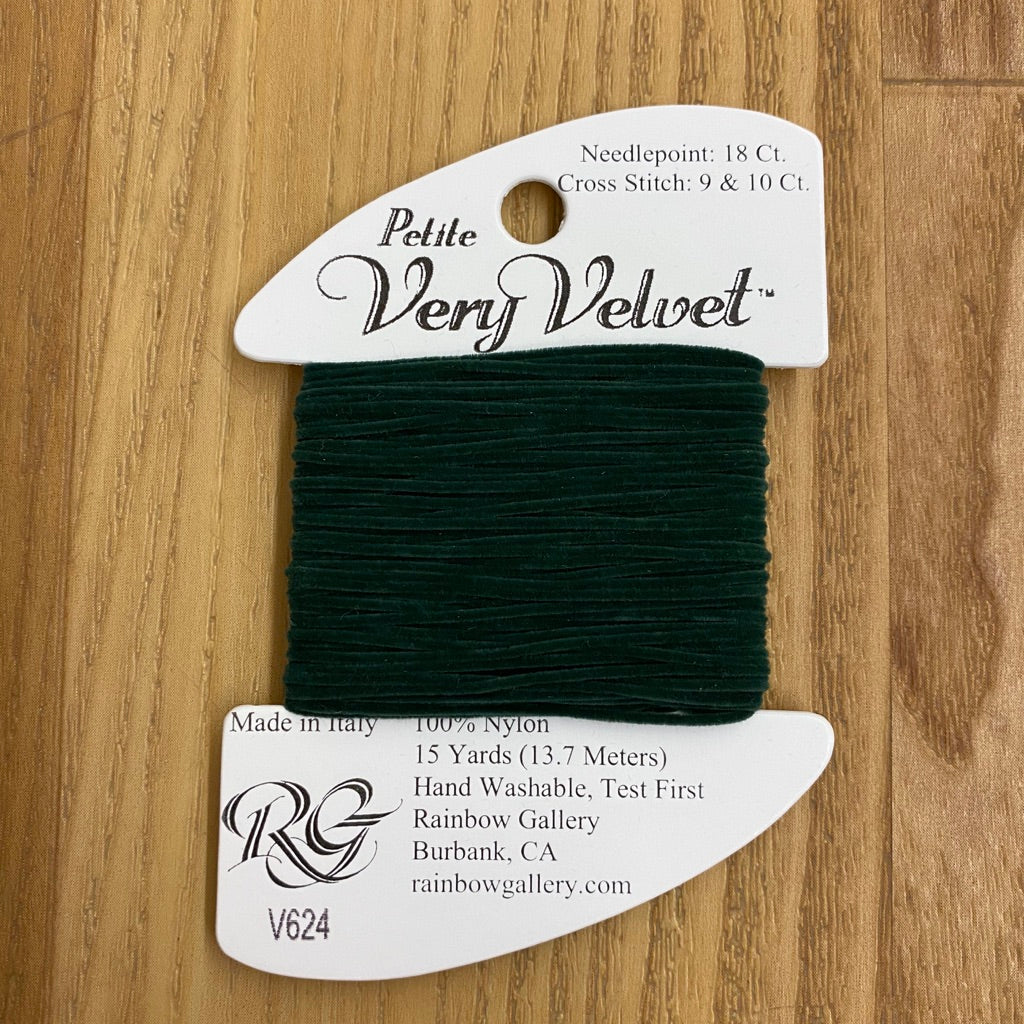 Needlepoint: 18 Ct.
Cross Stitch: 9 & 10 Ct.
Petite
Very Velvet™
Made in Italy
100% Nylon
15 Yards (13.7 Meters)
Hand Washable, Test First
Rainbow Gallery
Burbank, CA
rainbowgallery.com
RG
V624